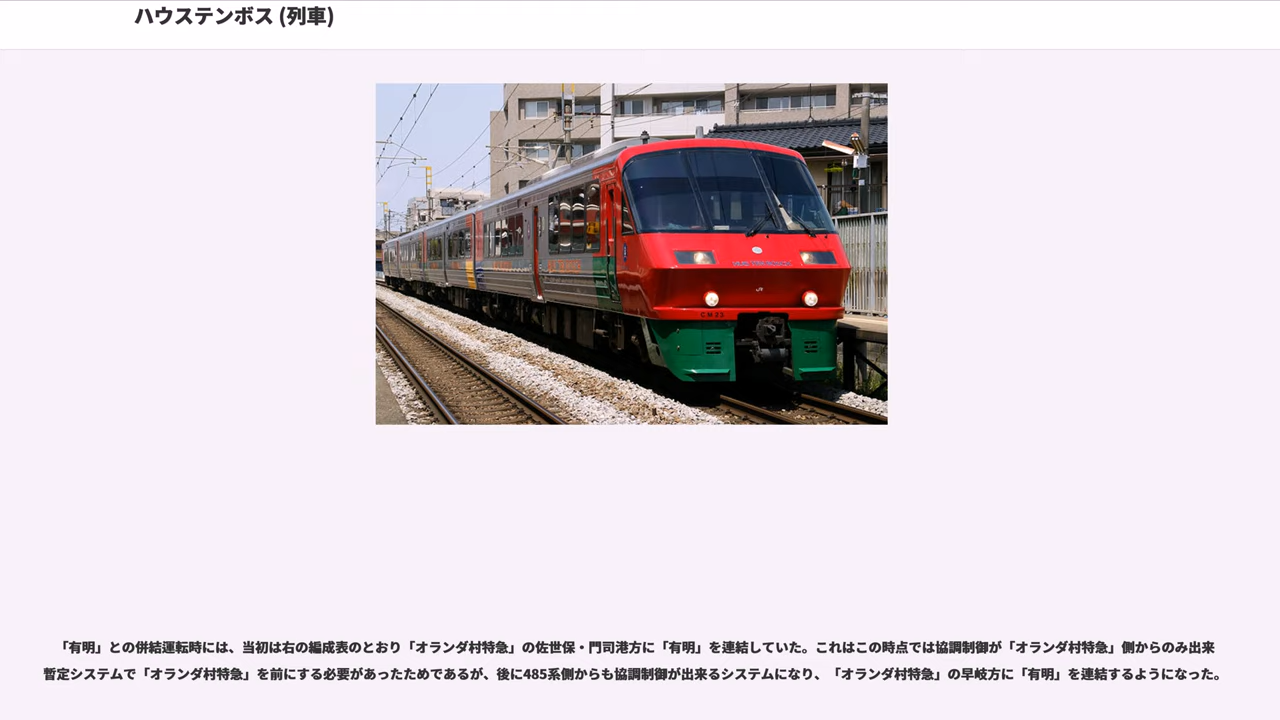 ハウステンボス (列車)
CM23
JR
「有明」との併結運転時には、当初は右の編成表のとおり「オランダ村特急」の佐世保・門司港方に「有明」を連結していた。これはこの時点では協調制御が「オランダ村特急」側からのみ出来
暫定システムで「オランダ村特急」を前にする必要があったためであるが、後に485系側からも協調制御が出来るシステムになり、「オランダ村特急」の早岐方に「有明」を連結するようになった。